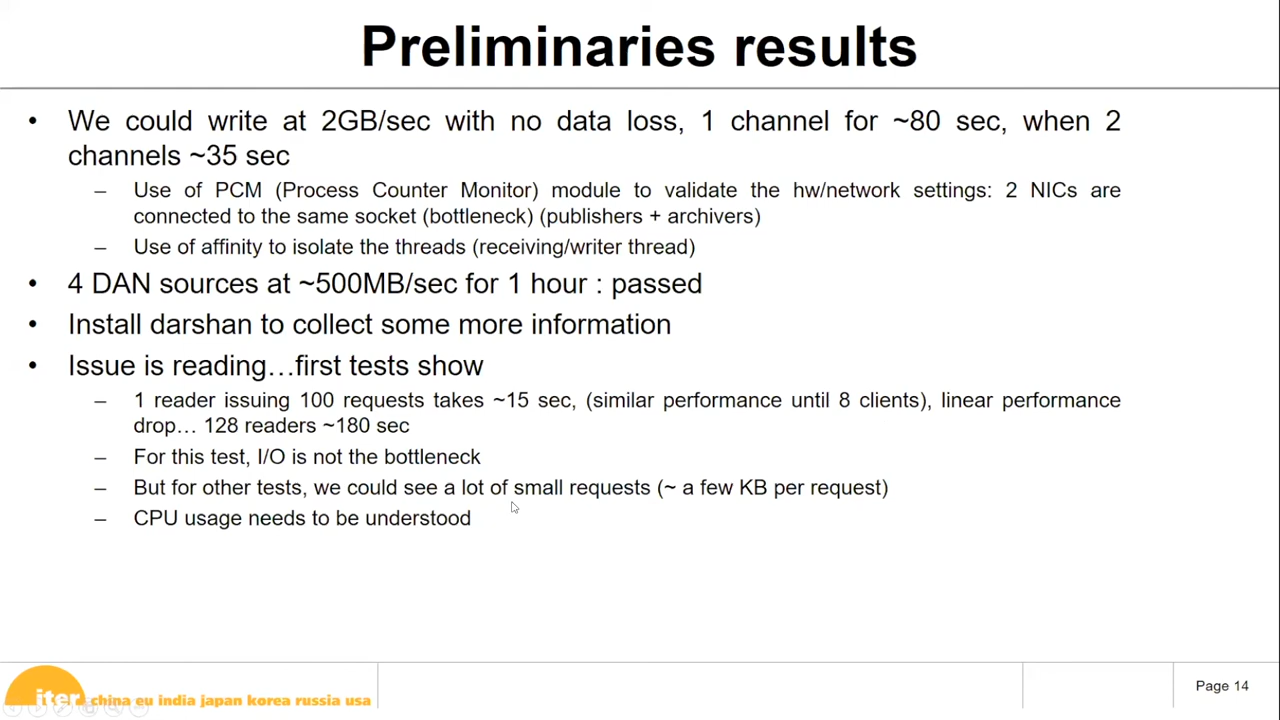 Preliminaries results
• We could write at 2GB/sec with no data loss, 1 channel for ~80 sec, when 2
channels ~35 sec
– Use of PCM (Process Counter Monitor) module to validate the hw/network settings: 2 NICs are
connected to the same socket (bottleneck) (publishers + archivers)
– Use of affinity to isolate the threads (receiving/writer thread)
• 4 DAN sources at ~500MB/sec for 1 hour : passed
• Install darshan to collect some more information
• Issue is reading…first tests show
– 1 reader issuing 100 requests takes ~15 sec, (similar performance until 8 clients), linear performance
drop… 128 readers ~180 sec
– For this test, I/O is not the bottleneck
– But for other tests, we could see a lot of small requests (~ a few KB per request)
– CPU usage needs to be understood
iter china eu india japan korea russia usa
Page 14